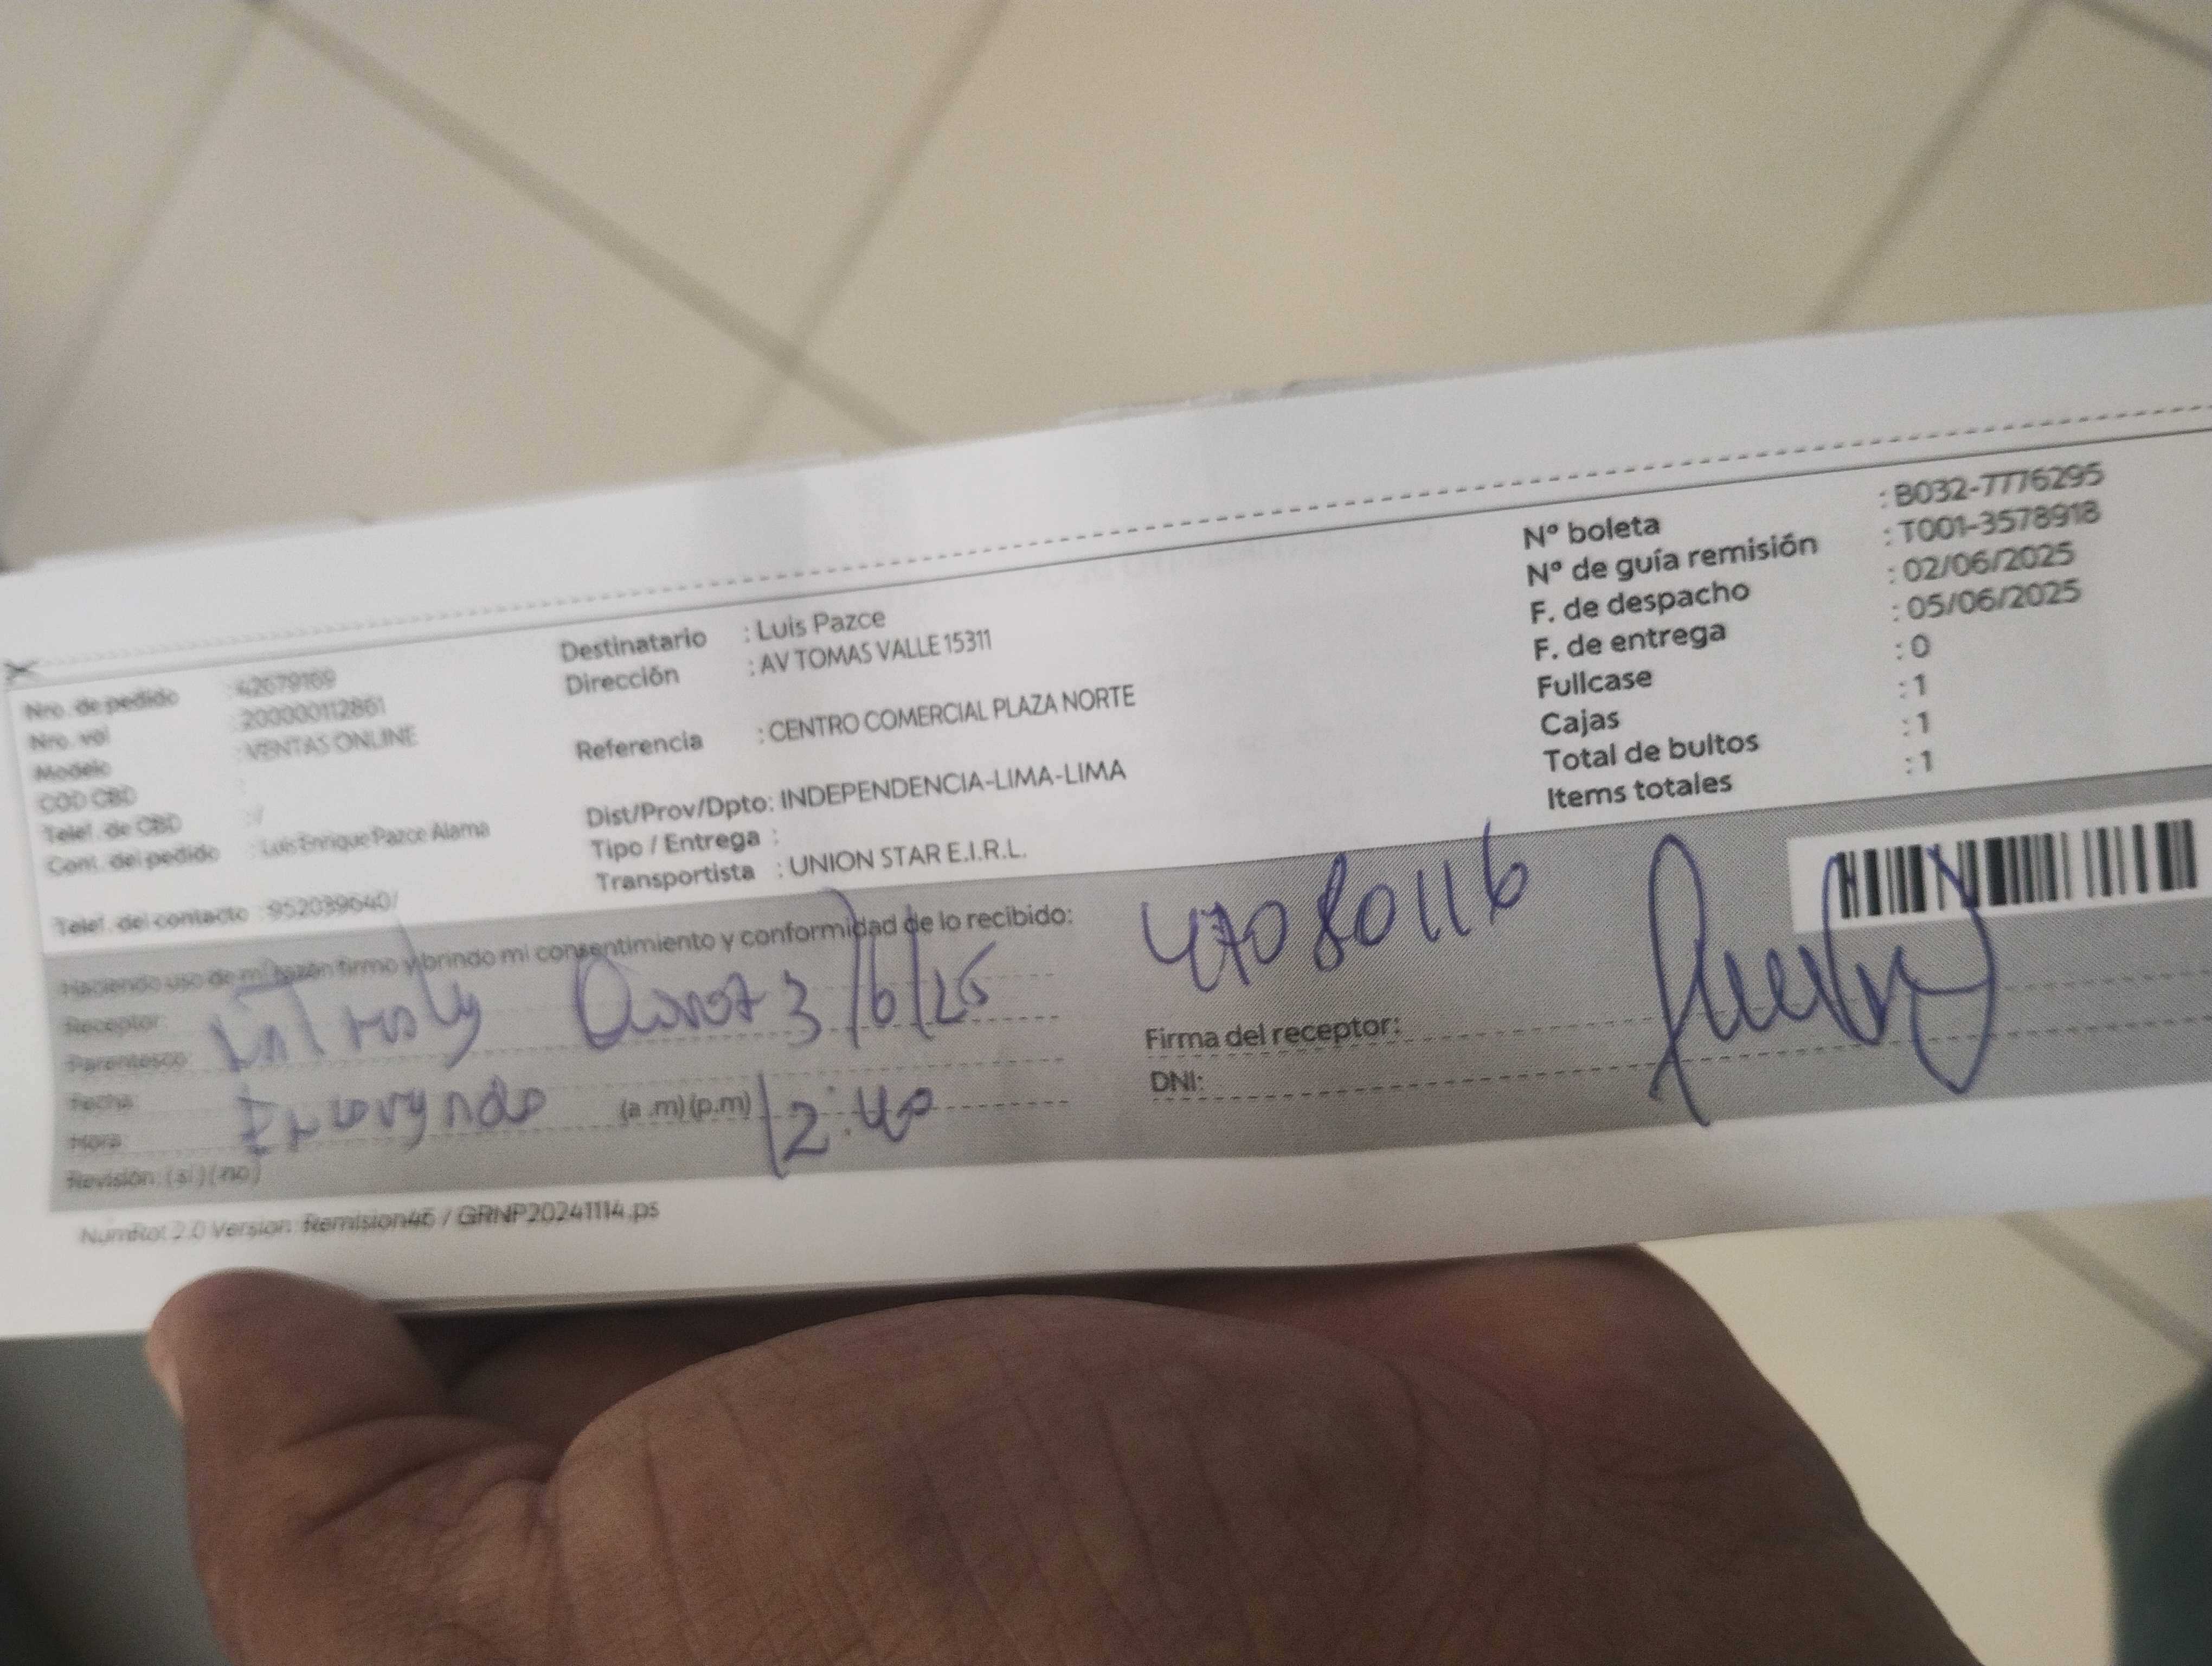 Nro. de pedido : 42679169
Nro. vol : 200000112861
Modelo : VENTAS ONLINE
COD CBD :
Telef. de CBD : /
Cont. del pedido : Luis Enrique Pazce Alama
Telef. del contacto : 952039640/
Destinatario : Luis Pazce
Dirección : AV TOMAS VALLE 15311
Referencia : CENTRO COMERCIAL PLAZA NORTE
Dist/Prov/Dpto: INDEPENDENCIA-LIMA-LIMA
Tipo / Entrega :
Transportista : UNION STAR E.I.R.L.
N° boleta : B032-7776295
N° de guía remisión : T001-3578918
F. de despacho : 02/06/2025
F. de entrega : 05/06/2025
Fullcase : 0
Cajas : 1
Total de bultos : 1
Items totales : 1
Haciendo uso de mi razón firmo y brindo mi consentimiento y conformidad de lo recibido:
Receptor:
Parentesco:
Fecha:
Hora:
3/6/25
(a.m) (p.m) 12:40
Revisión: (si) (no)
47080116
Firma del receptor:
DNI:
NumRot 2.0 Version: Remision46 / GRNP20241114.ps